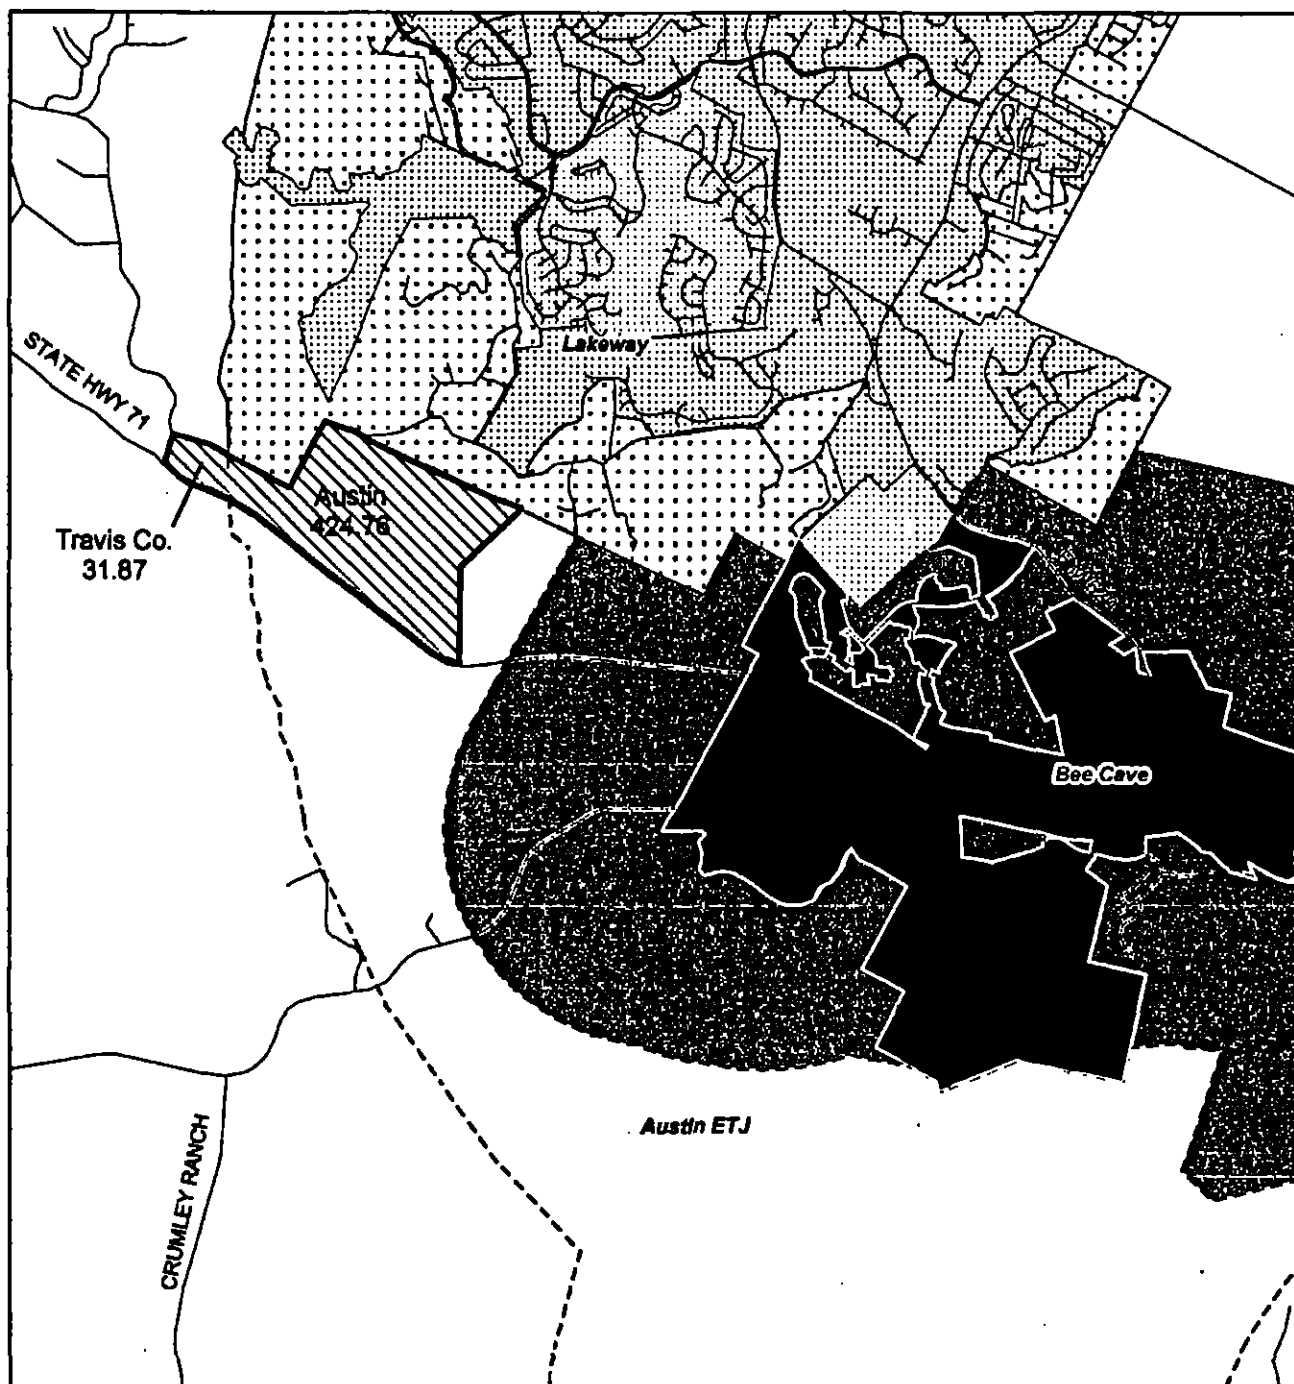 Lakeway
STATE HWY 71
Austin
424.76
Travis Co.
31.87
Bee Cave
Austin ETJ
CRUMLEY RANCH